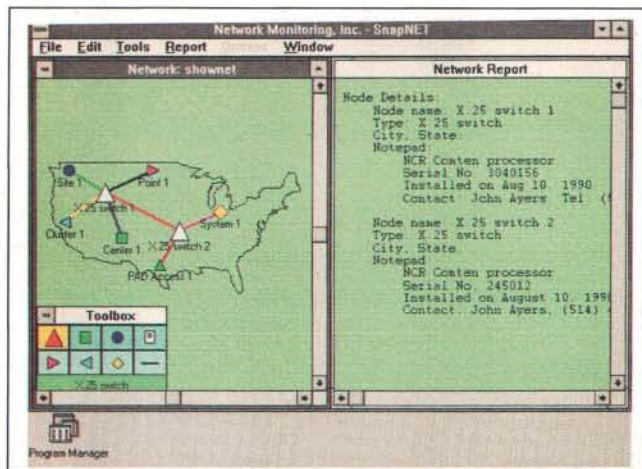 Network Monitoring, Inc. - SnapNET
File Edit Tools Report Options Window
Network: shownet
Site 1
Point 1
X.25 switch 1
Cluster 1
Center 1
X.25 switch 2
System 1
PAD Access 1
Toolbox
X.25 switch
Network Report
Node Details:
Node name: X.25 switch 1
Type: X.25 switch
City, State:
Notepad:
NCR Comten processor
Serial No. 1040156
Installed on Aug 10, 1990
Contact: John Ayers Tel: (
Node name: X.25 switch 2
Type: X.25 switch
City, State:
Notepad:
NCR Comten processor
Serial No. 245012
Installed on August 10, 1990
Contact: John Ayers, (514)
Program Manager